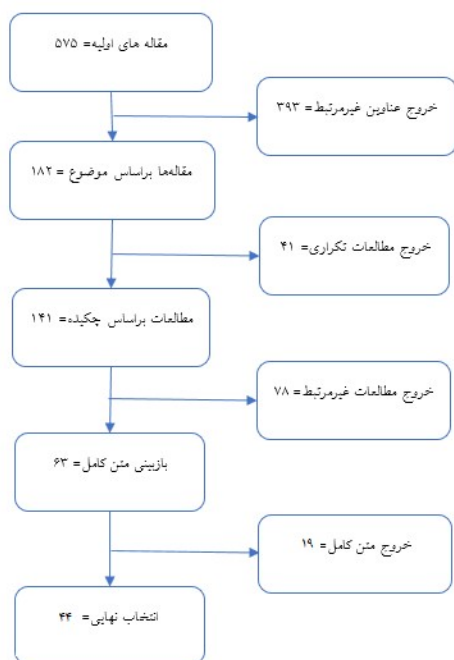 مقاله های اولیه= ۵۷۵
خروج عناوین غیرمرتبط= ۳۹۳
مقاله‌ها براساس موضوع = ۱۸۲
خروج مطالعات تکراری= ۴۱
مطالعات براساس چکیده= ۱۴۱
خروج مطالعات غیرمرتبط= ۷۸
بازبینی متن کامل= ۶۳
خروج متن کامل= ۱۹
انتخاب نهایی= ۴۴